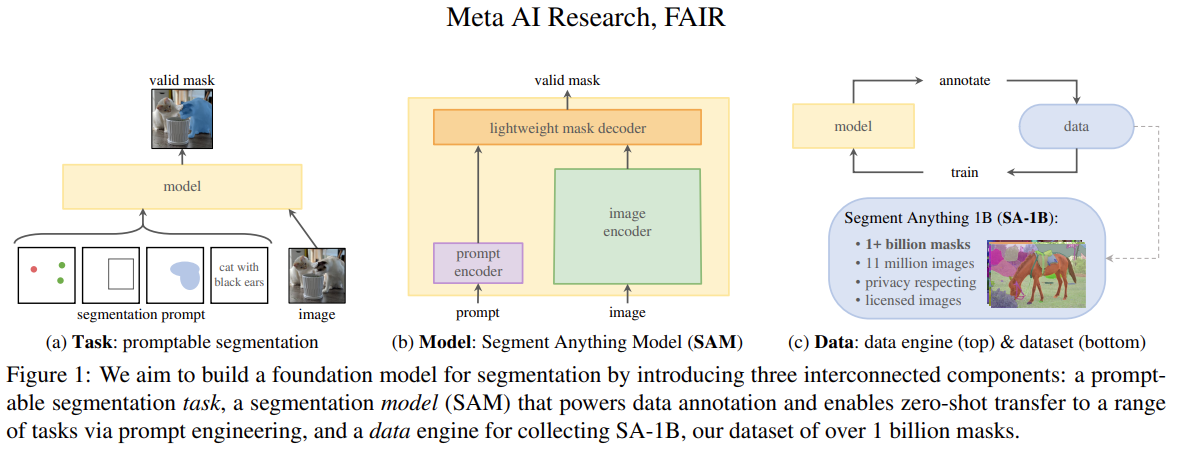 Meta AI Research, FAIR
valid mask
model
cat with
black ears
segmentation prompt
image
(a) Task: promptable segmentation
valid mask
lightweight mask decoder
image
encoder
prompt
encoder
prompt
image
(b) Model: Segment Anything Model (SAM)
annotate
model
data
train
Segment Anything 1B (SA-1B):
• 1+ billion masks
• 11 million images
• privacy respecting
• licensed images
(c) Data: data engine (top) & dataset (bottom)
Figure 1: We aim to build a foundation model for segmentation by introducing three interconnected components: a prompt-
able segmentation task, a segmentation model (SAM) that powers data annotation and enables zero-shot transfer to a range
of tasks via prompt engineering, and a data engine for collecting SA-1B, our dataset of over 1 billion masks.